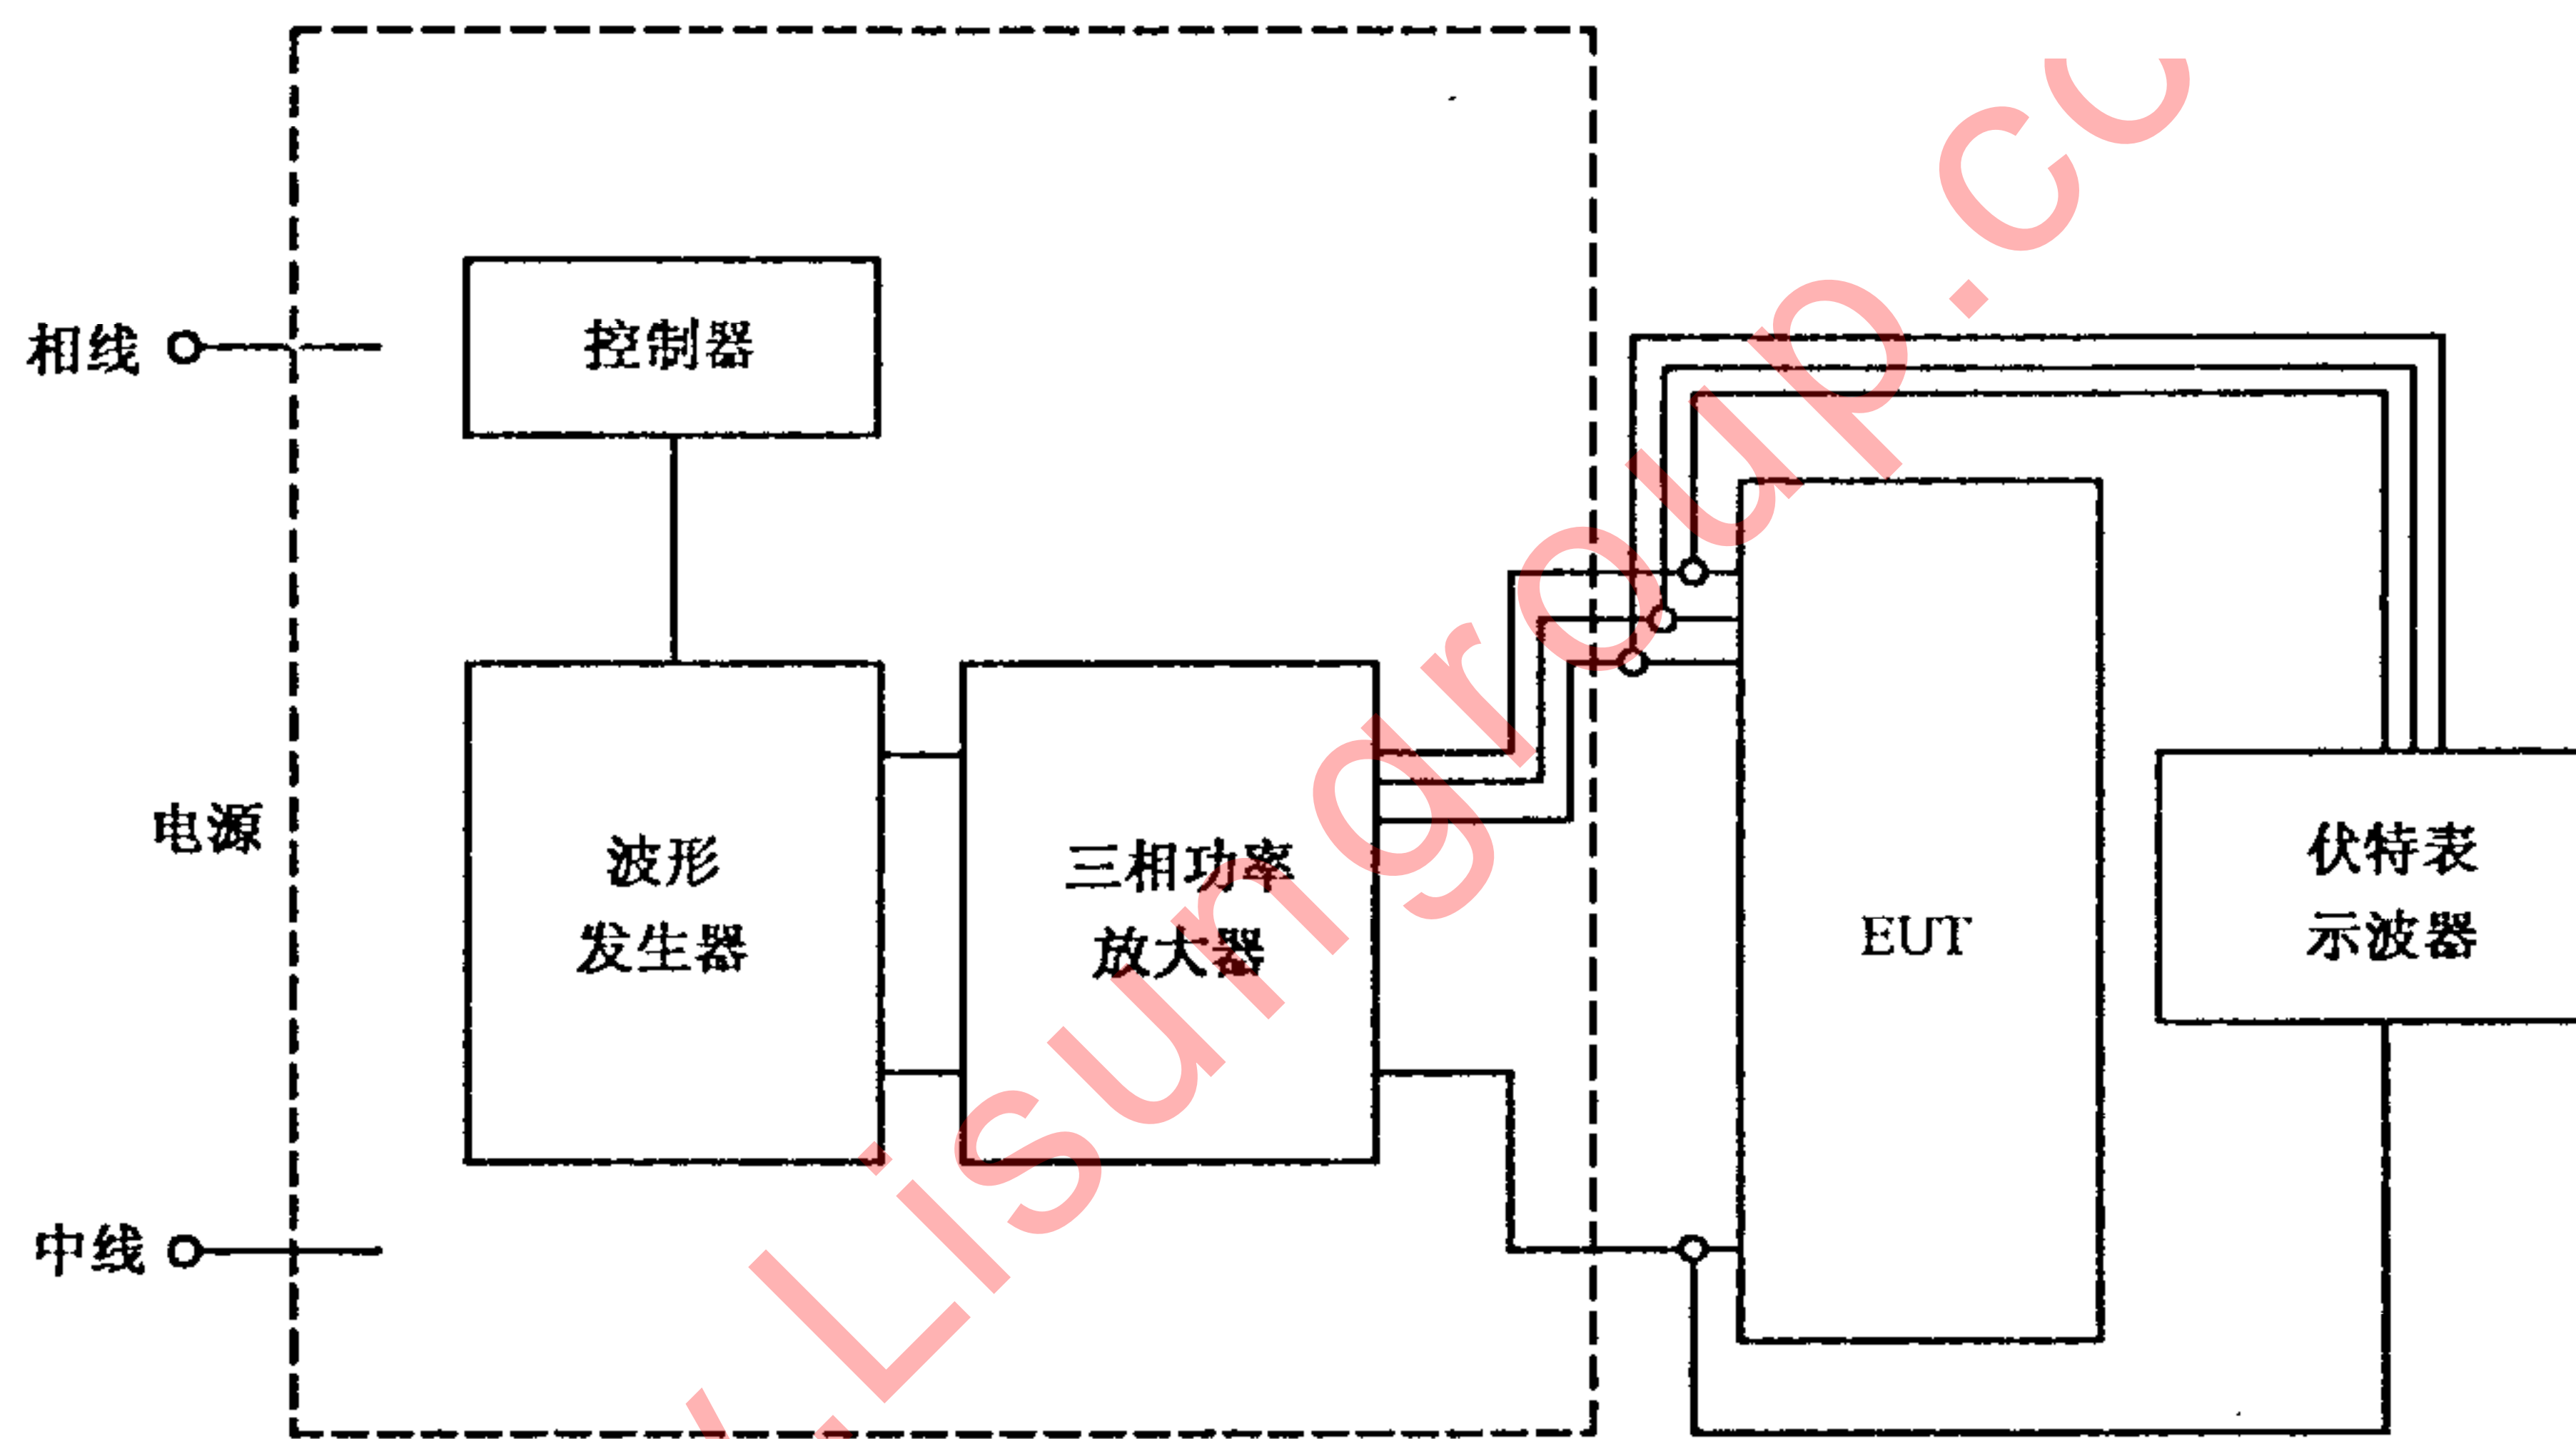 控制器
相线
电源
波形
发生器
三相功率
放大器
EUT
伏特表
示波器
中线
.Lisungroup.co